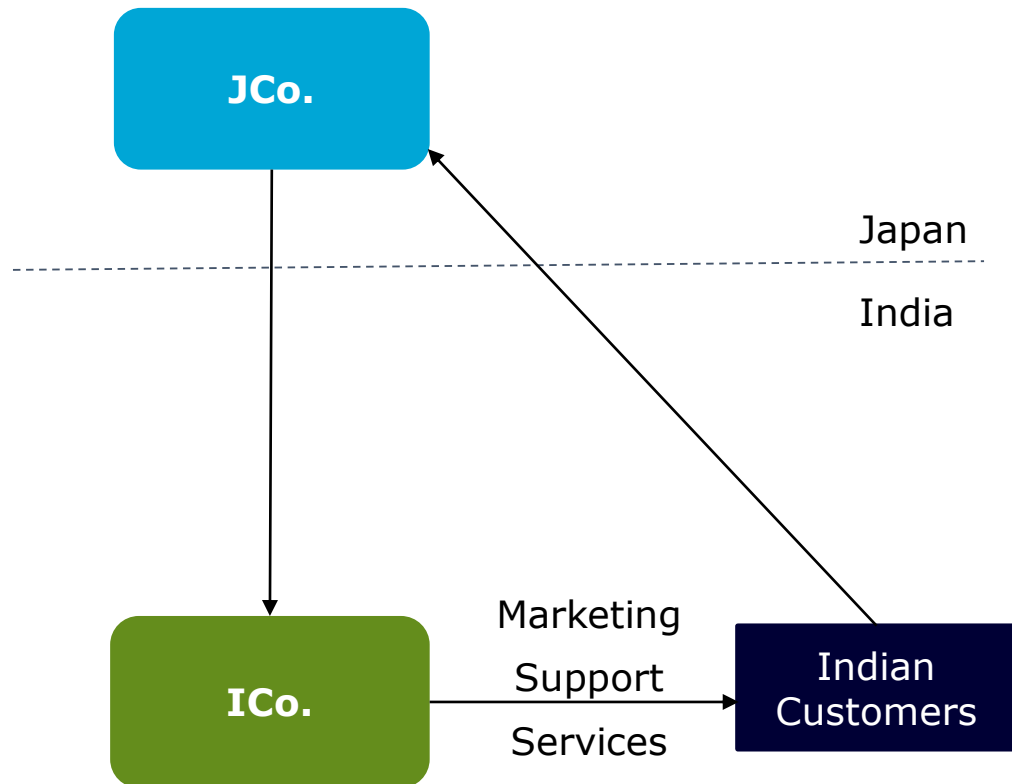 JCo.
Japan
India
Marketing
Support
Services
ICo.
Indian
Customers